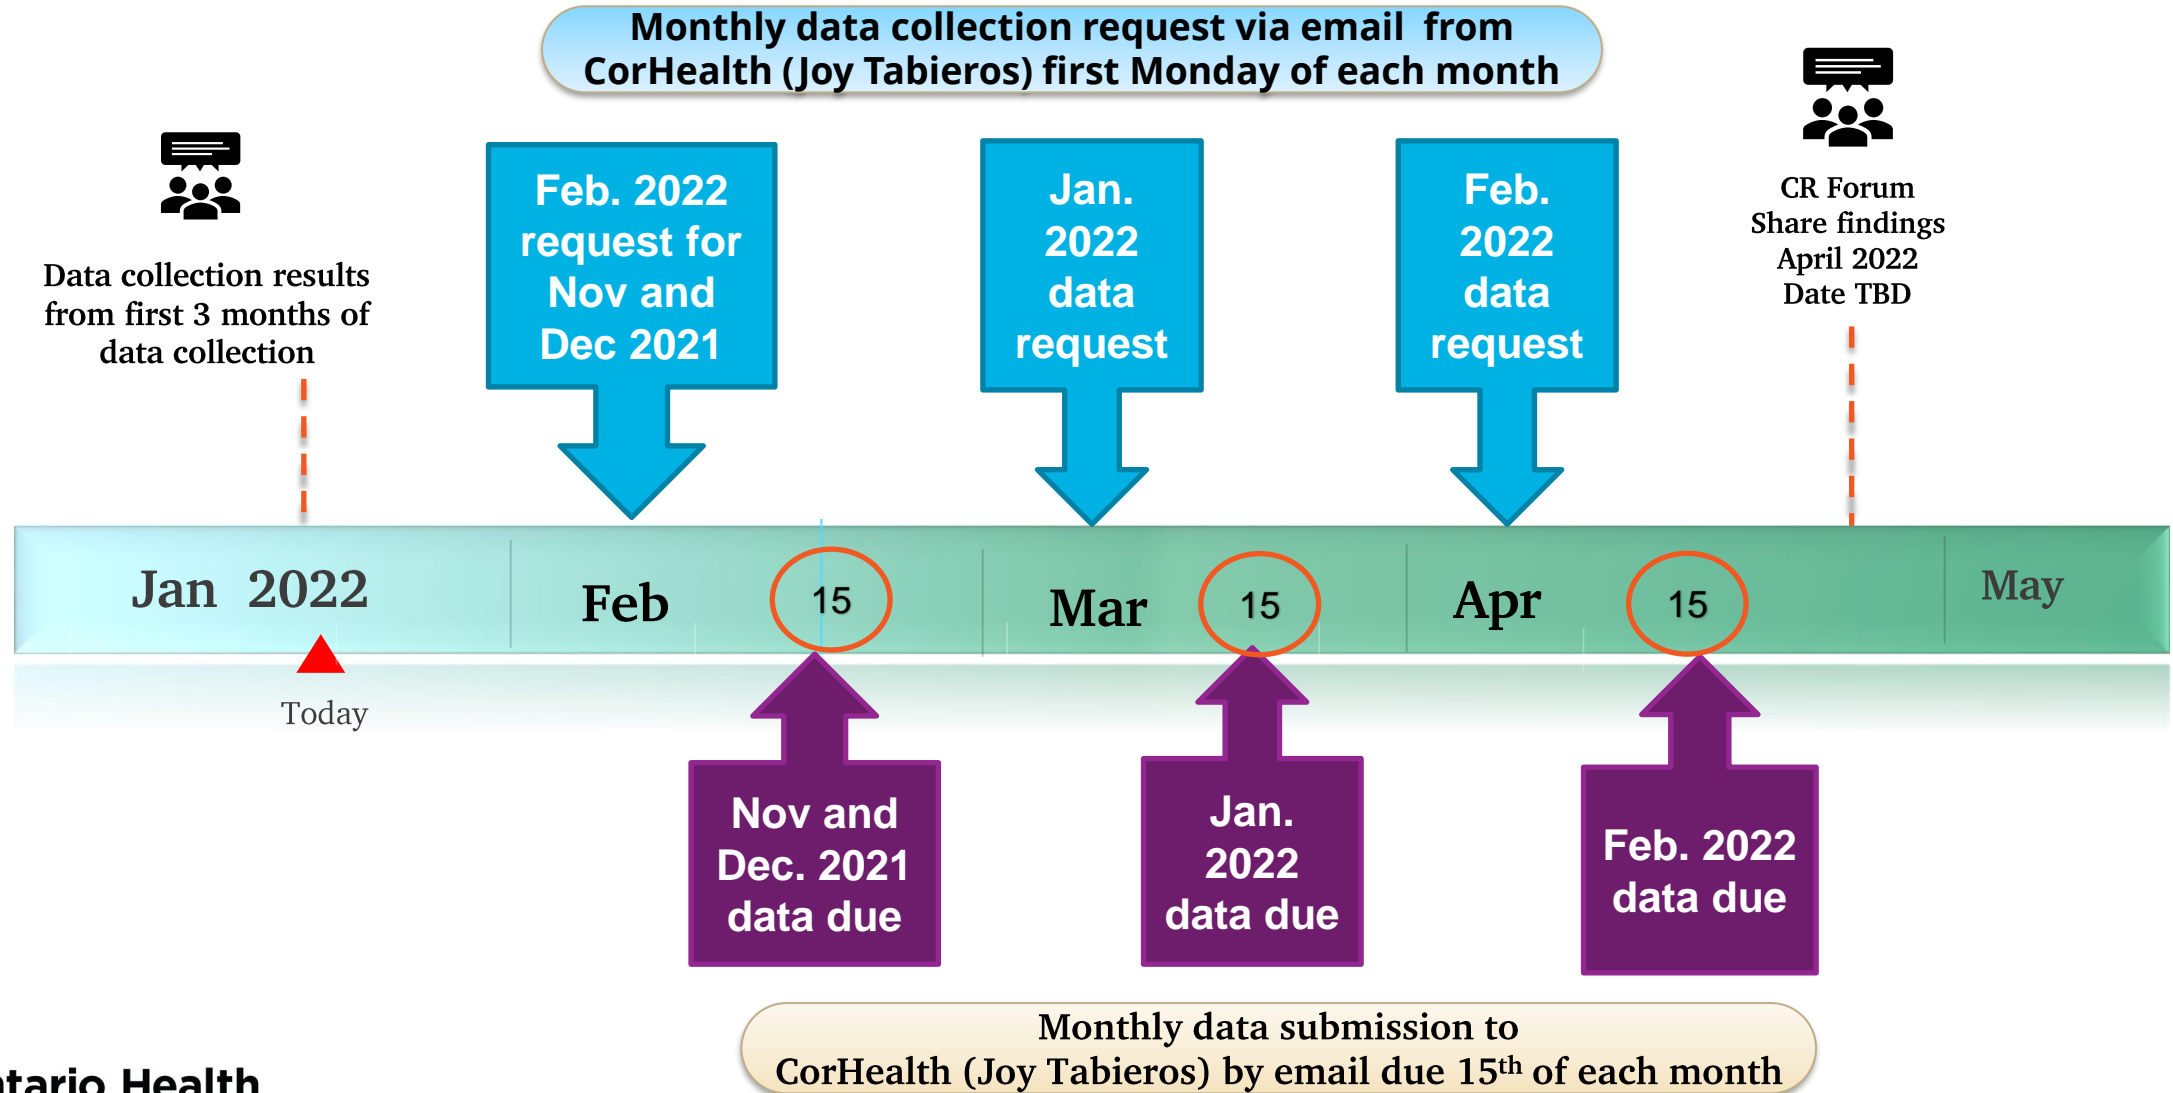 Monthly data collection request via email from
CorHealth (Joy Tabieros) first Monday of each month
Data collection results
from first 3 months of
data collection
Feb. 2022
request for
Nov and
Dec 2021
Jan.
2022
data
request
Feb.
2022
data
request
CR Forum
Share findings
April 2022
Date TBD
Jan 2022
Feb
15
Mar
15
Apr
15
May
Today
Nov and
Dec. 2021
data due
Jan.
2022
data due
Feb. 2022
data due
Monthly data submission to
CorHealth (Joy Tabieros) by email due 15th of each month
Health